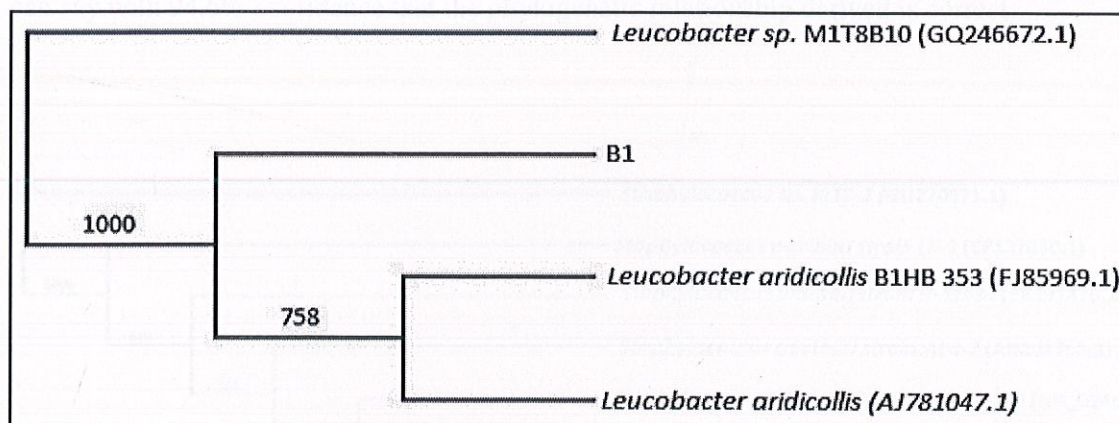 Leucobacter sp. M1T8B10 (GQ246672.1)
B1
1000
Leucobacter aridicollis B1HB 353 (FJ85969.1)
758
Leucobacter aridicollis (AJ781047.1)